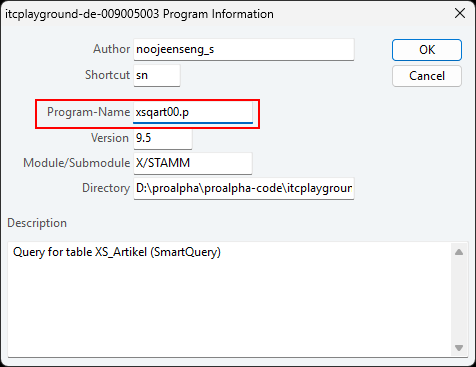 itcplayground-de-009005003 Program Information
Author noojeenseng_s OK
Shortcut sn Cancel
Program-Name xsqart00.p
Version 9.5
Module/Submodule X/STAMM
Directory D:\proalpha\proalpha-code\itcplaygrour
Description
Query for table XS_Artikel (SmartQuery)